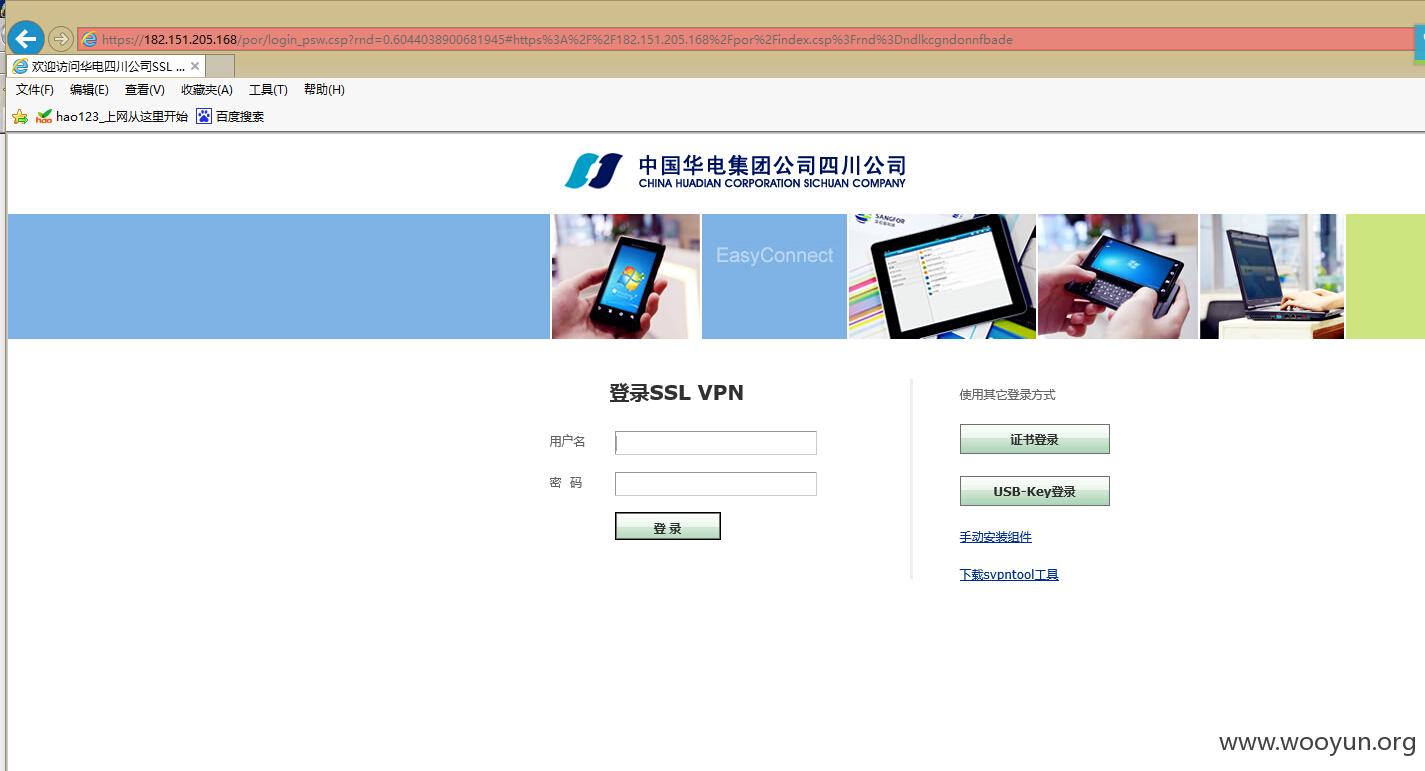 https://182.151.205.168/por/login_psw.csp?rnd=0.6044038900681945#https%3A%2F%2F182.151.205.168%2Fpor%2Findex.csp%3Frnd%3Dndlkcgndonnfbade
欢迎访问华电四川公司SSL ...
文件(F) 编辑(E) 查看(V) 收藏夹(A) 工具(T) 帮助(H)
hao123_上网从这里开始 百度搜索
中国华电集团公司四川公司
CHINA HUADIAN CORPORATION SICHUAN COMPANY
SANGFOR
EasyConnect
登录SSL VPN
使用其它登录方式
用户名
证书登录
密 码
USB-Key登录
登 录
手动安装组件
下载svpntool工具
www.wooyun.org